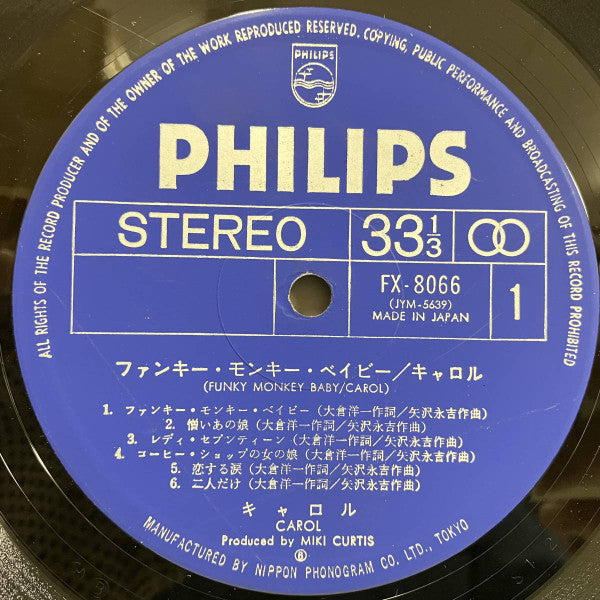 ALL RIGHTS OF THE RECORD PRODUCER AND OF THE OWNER OF THE WORK REPRODUCED RESERVED. COPYING, PUBLIC PERFORMANCE AND BROADCASTING OF THIS RECORD PROHIBITED
PHILIPS
PHILIPS
STEREO 33 1/3
FX-8066
(JYM-5639)
MADE IN JAPAN
1
ファンキー・モンキー・ベイビー／キャロル
(FUNKY MONKEY BABY/CAROL)
1. ファンキー・モンキー・ベイビー (大倉洋一作詞／矢沢永吉作曲)
2. 憎いあの娘 (大倉洋一作詞／矢沢永吉作曲)
3. レディ・セブンティーン (大倉洋一作詞／矢沢永吉作曲)
4. コーヒー・ショップの女の娘 (大倉洋一作詞／矢沢永吉作曲)
5. 恋する涙 (大倉洋一作詞／矢沢永吉作曲)
6. 二人だけ (大倉洋一作詞／矢沢永吉作曲)
キャロル
CAROL
Produced by MIKI CURTIS
MANUFACTURED BY NIPPON PHONOGRAM CO. LTD., TOKYO